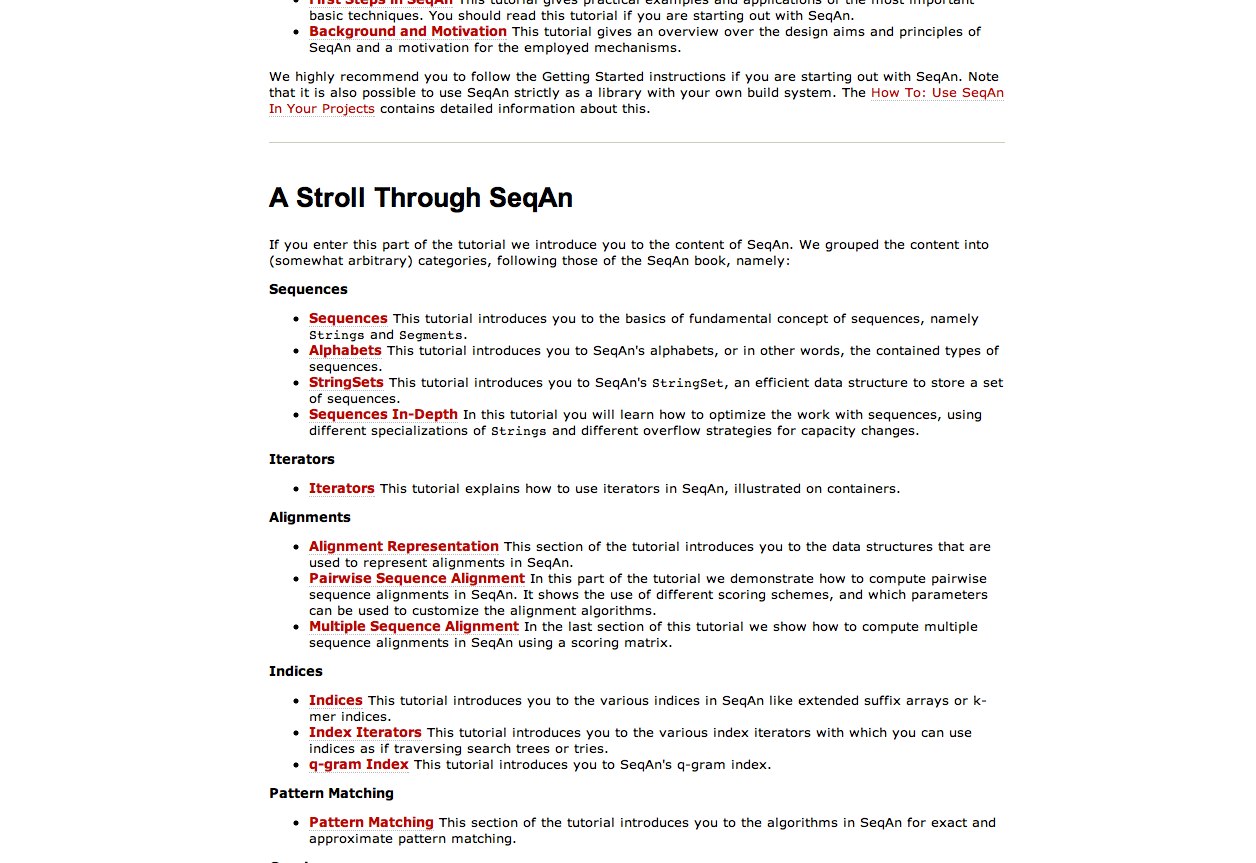 First Steps in SeqAn This tutorial gives practical examples and applications of the most important
basic techniques. You should read this tutorial if you are starting out with SeqAn.
Background and Motivation This tutorial gives an overview over the design aims and principles of
SeqAn and a motivation for the employed mechanisms.
We highly recommend you to follow the Getting Started instructions if you are starting out with SeqAn. Note
that it is also possible to use SeqAn strictly as a library with your own build system. The How To: Use SeqAn
In Your Projects contains detailed information about this.
A Stroll Through SeqAn
If you enter this part of the tutorial we introduce you to the content of SeqAn. We grouped the content into
(somewhat arbitrary) categories, following those of the SeqAn book, namely:
Sequences
Sequences This tutorial introduces you to the basics of fundamental concept of sequences, namely
Strings and Segments.
Alphabets This tutorial introduces you to SeqAn's alphabets, or in other words, the contained types of
sequences.
StringSets This tutorial introduces you to SeqAn's StringSet, an efficient data structure to store a set
of sequences.
Sequences In-Depth In this tutorial you will learn how to optimize the work with sequences, using
different specializations of Strings and different overflow strategies for capacity changes.
Iterators
Iterators This tutorial explains how to use iterators in SeqAn, illustrated on containers.
Alignments
Alignment Representation This section of the tutorial introduces you to the data structures that are
used to represent alignments in SeqAn.
Pairwise Sequence Alignment In this part of the tutorial we demonstrate how to compute pairwise
sequence alignments in SeqAn. It shows the use of different scoring schemes, and which parameters
can be used to customize the alignment algorithms.
Multiple Sequence Alignment In the last section of this tutorial we show how to compute multiple
sequence alignments in SeqAn using a scoring matrix.
Indices
Indices This tutorial introduces you to the various indices in SeqAn like extended suffix arrays or k-
mer indices.
Index Iterators This tutorial introduces you to the various index iterators with which you can use
indices as if traversing search trees or tries.
q-gram Index This tutorial introduces you to SeqAn's q-gram index.
Pattern Matching
Pattern Matching This section of the tutorial introduces you to the algorithms in SeqAn for exact and
approximate pattern matching.